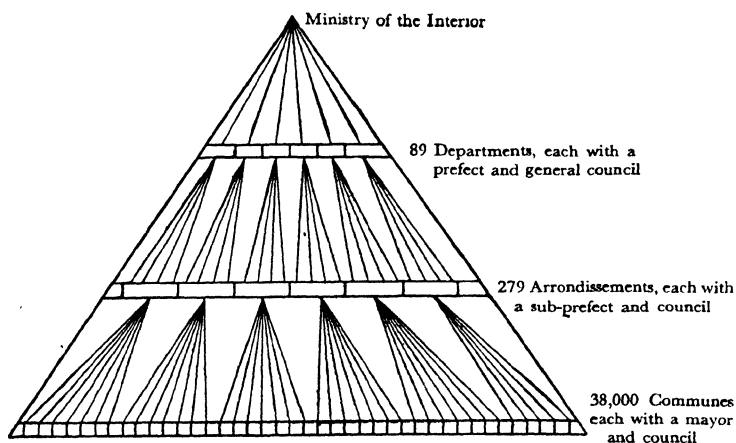 Ministry of the Interior
89 Departments, each with a
prefect and general council
279 Arrondissements, each with
a sub-prefect and council
38,000 Communes
each with a mayor
and council